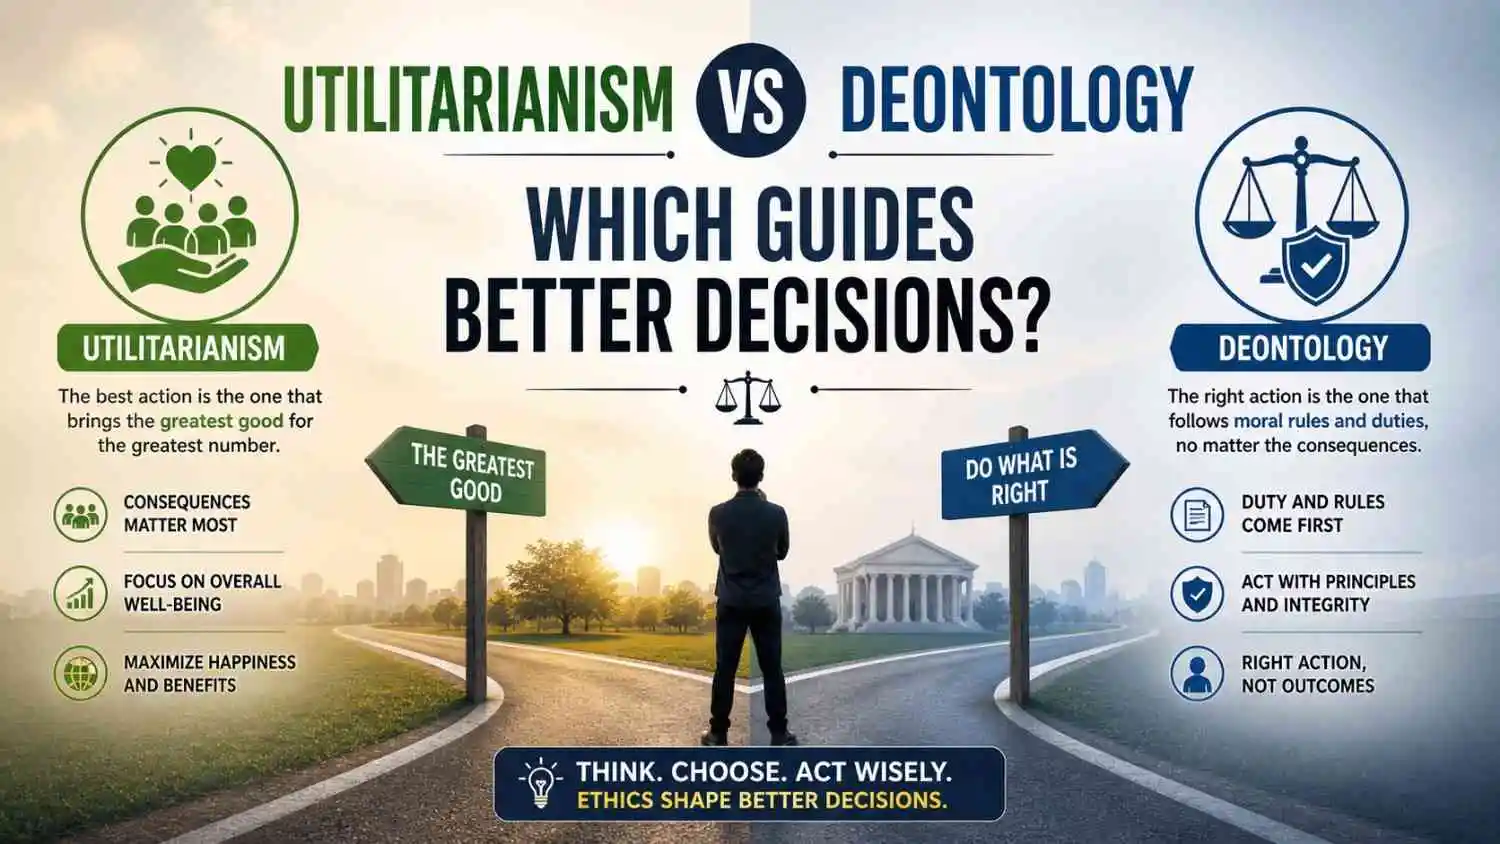 UTILITARIANISM VS DEONTOLOGY
WHICH GUIDES
BETTER DECISIONS?
UTILITARIANISM
The best action is the one that
brings the greatest good for
the greatest number.
CONSEQUENCES
MATTER MOST
FOCUS ON OVERALL
WELL-BEING
MAXIMIZE HAPPINESS
AND BENEFITS
THE GREATEST
GOOD
DO WHAT IS
RIGHT
DEONTOLOGY
The right action is the one that
follows moral rules and duties,
no matter the consequences.
DUTY AND RULES
COME FIRST
ACT WITH PRINCIPLES
AND INTEGRITY
RIGHT ACTION,
NOT OUTCOMES
THINK. CHOOSE. ACT WISELY.
ETHICS SHAPE BETTER DECISIONS.